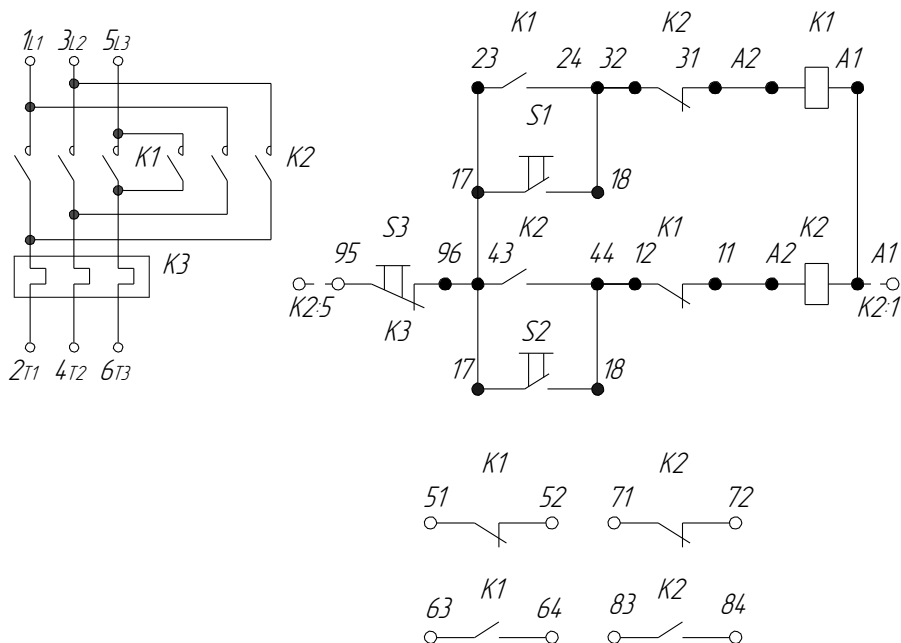 K1 K2 K1
1L1 3L2 5L3
23 24 32 31 A2 A1
S1
K1 K2
17 18
S3 K2 K1 K2
95 96 43 44 12 11 A2 A1
K3
K2:5 K3 K2:1
S2
2T1 4T2 6T3
17 18
K1 K2
51 52 71 72
K1 K2
63 64 83 84